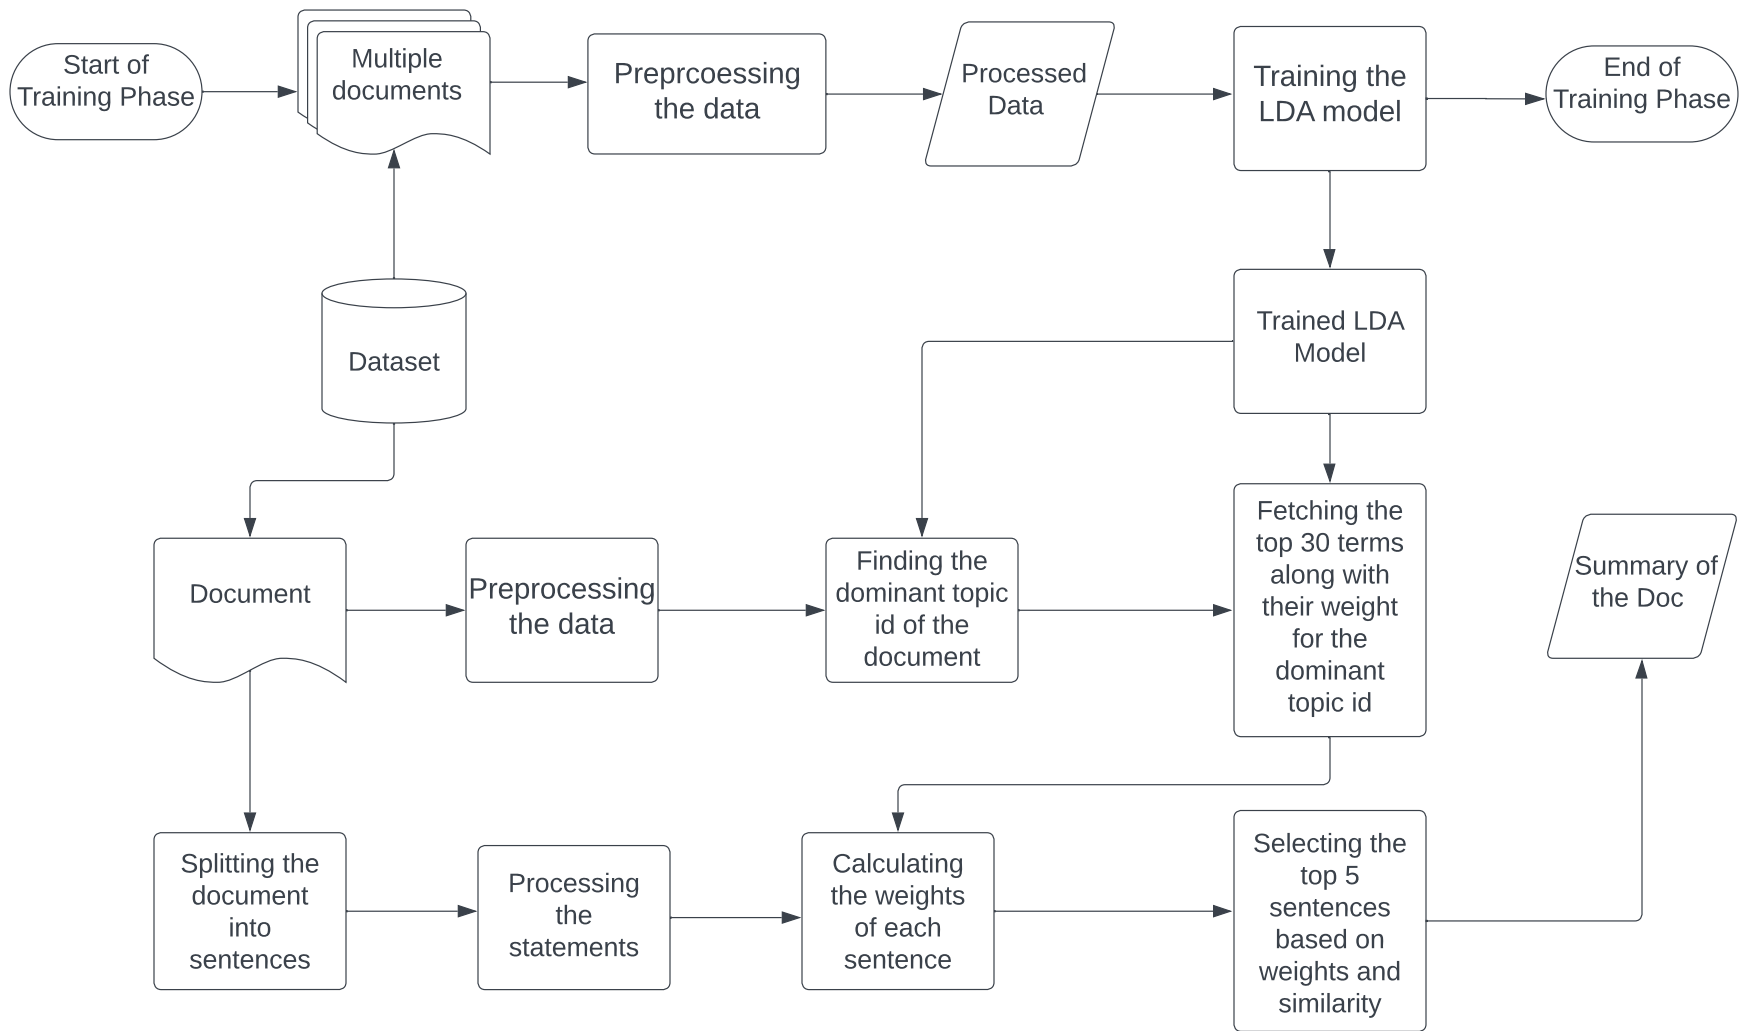 Start of
Training Phase
Multiple
documents
Preprcoessing
the data
Processed
Data
Training the
LDA model
End of
Training Phase
Dataset
Trained LDA
Model
Document
Preprocessing
the data
Finding the
dominant topic
id of the
document
Fetching the
top 30 terms
along with
their weight
for the
dominant
topic id
Summary of
the Doc
Splitting the
document
into
sentences
Processing
the
statements
Calculating
the weights
of each
sentence
Selecting the
top 5
sentences
based on
weights and
similarity